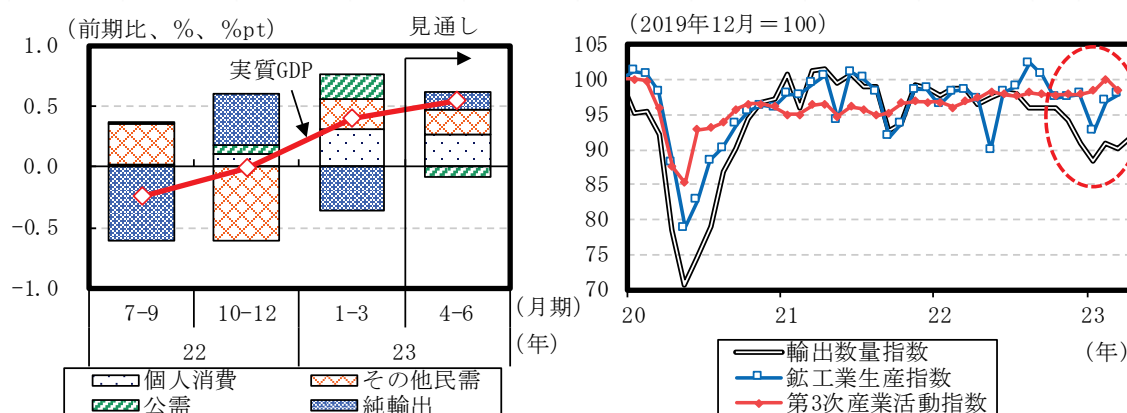 (前期比、%、%pt)
見通し
実質GDP
1.0
0.5
0.0
-0.5
-1.0
7-9 10-12 1-3 4-6 (月期)
22 23 (年)
個人消費 その他民需
公需 純輸出
(2019年12月=100)
105
100
95
90
85
80
75
70
20 21 22 23
(年)
輸出数量指数
鉱工業生産指数
第3次産業活動指数